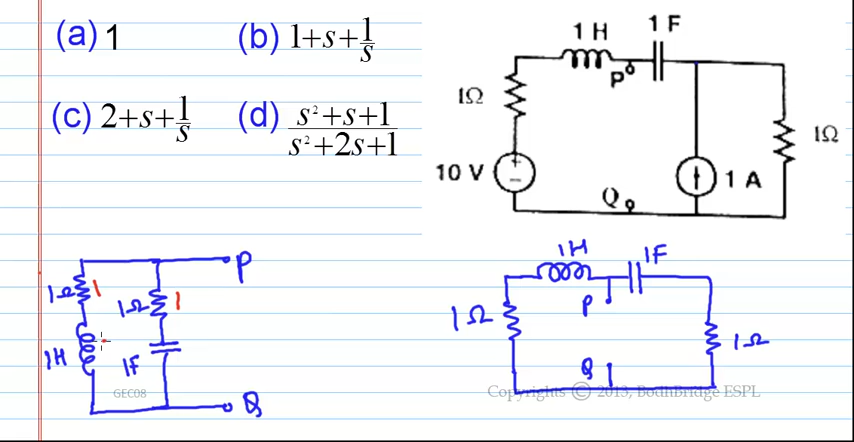 (a) 1
(b) 1+s+1/s
(c) 2+s+1/s
(d) s²+s+1/s²+2s+1
1 H
1 F
P
1Ω
1Ω
10 V
+
−
1 A
Q
P
1Ω
1
1Ω
1
1H
1F
GEC08
Q
1H
1F
1Ω
P
1Ω
Q
Copyrights © 2013, BodhBridge ESPL